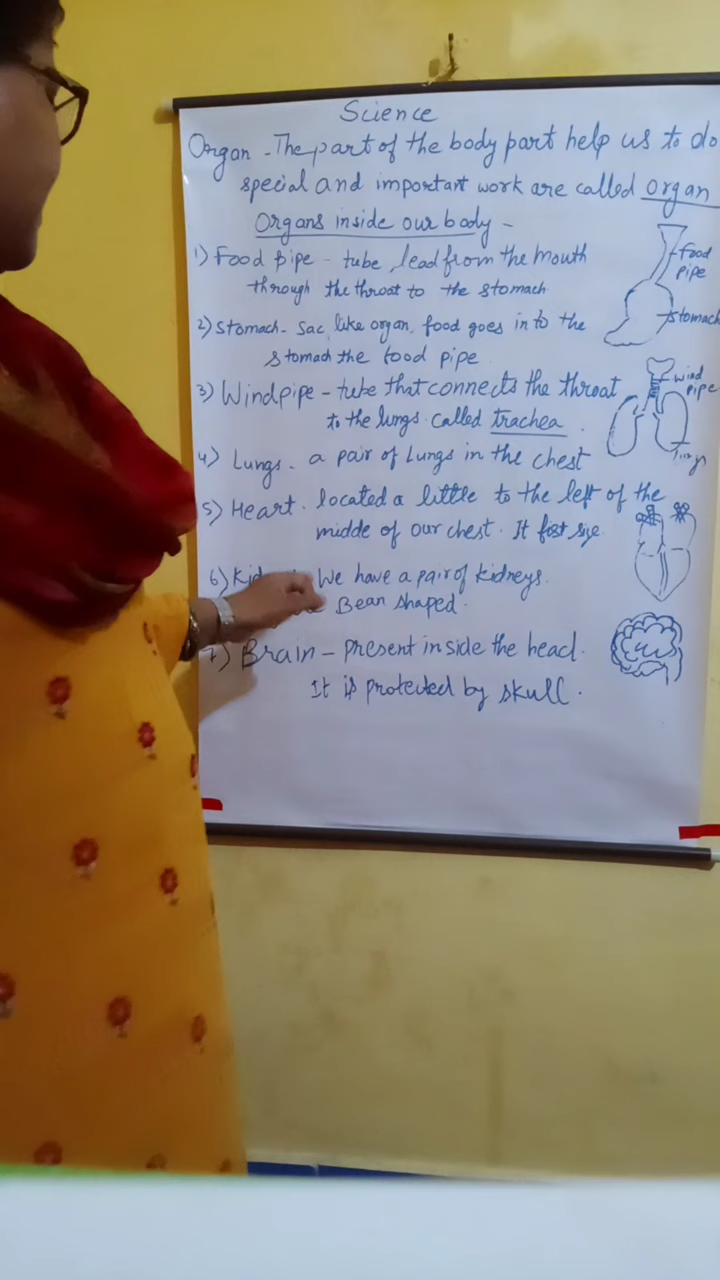 Science
Organ - The part of the body part help us to do
special and important work are called organ
Organs inside our body -
1) Food pipe - tube, lead from the mouth
through the throat to the stomach
2) Stomach - Sac, like organ, food goes in to the
stomach the food pipe
3) Windpipe - tube that connects the throat
to the lungs called trachea.
4) Lungs - a pair of Lungs in the chest
5) Heart - located a little to the left of the
midde of our chest. It fist size
6) We have a pair of kidneys.
Bean shaped.
7) Brain - present inside the head.
It is protected by skull.
Food
pipe
Stomach
wind
pipe